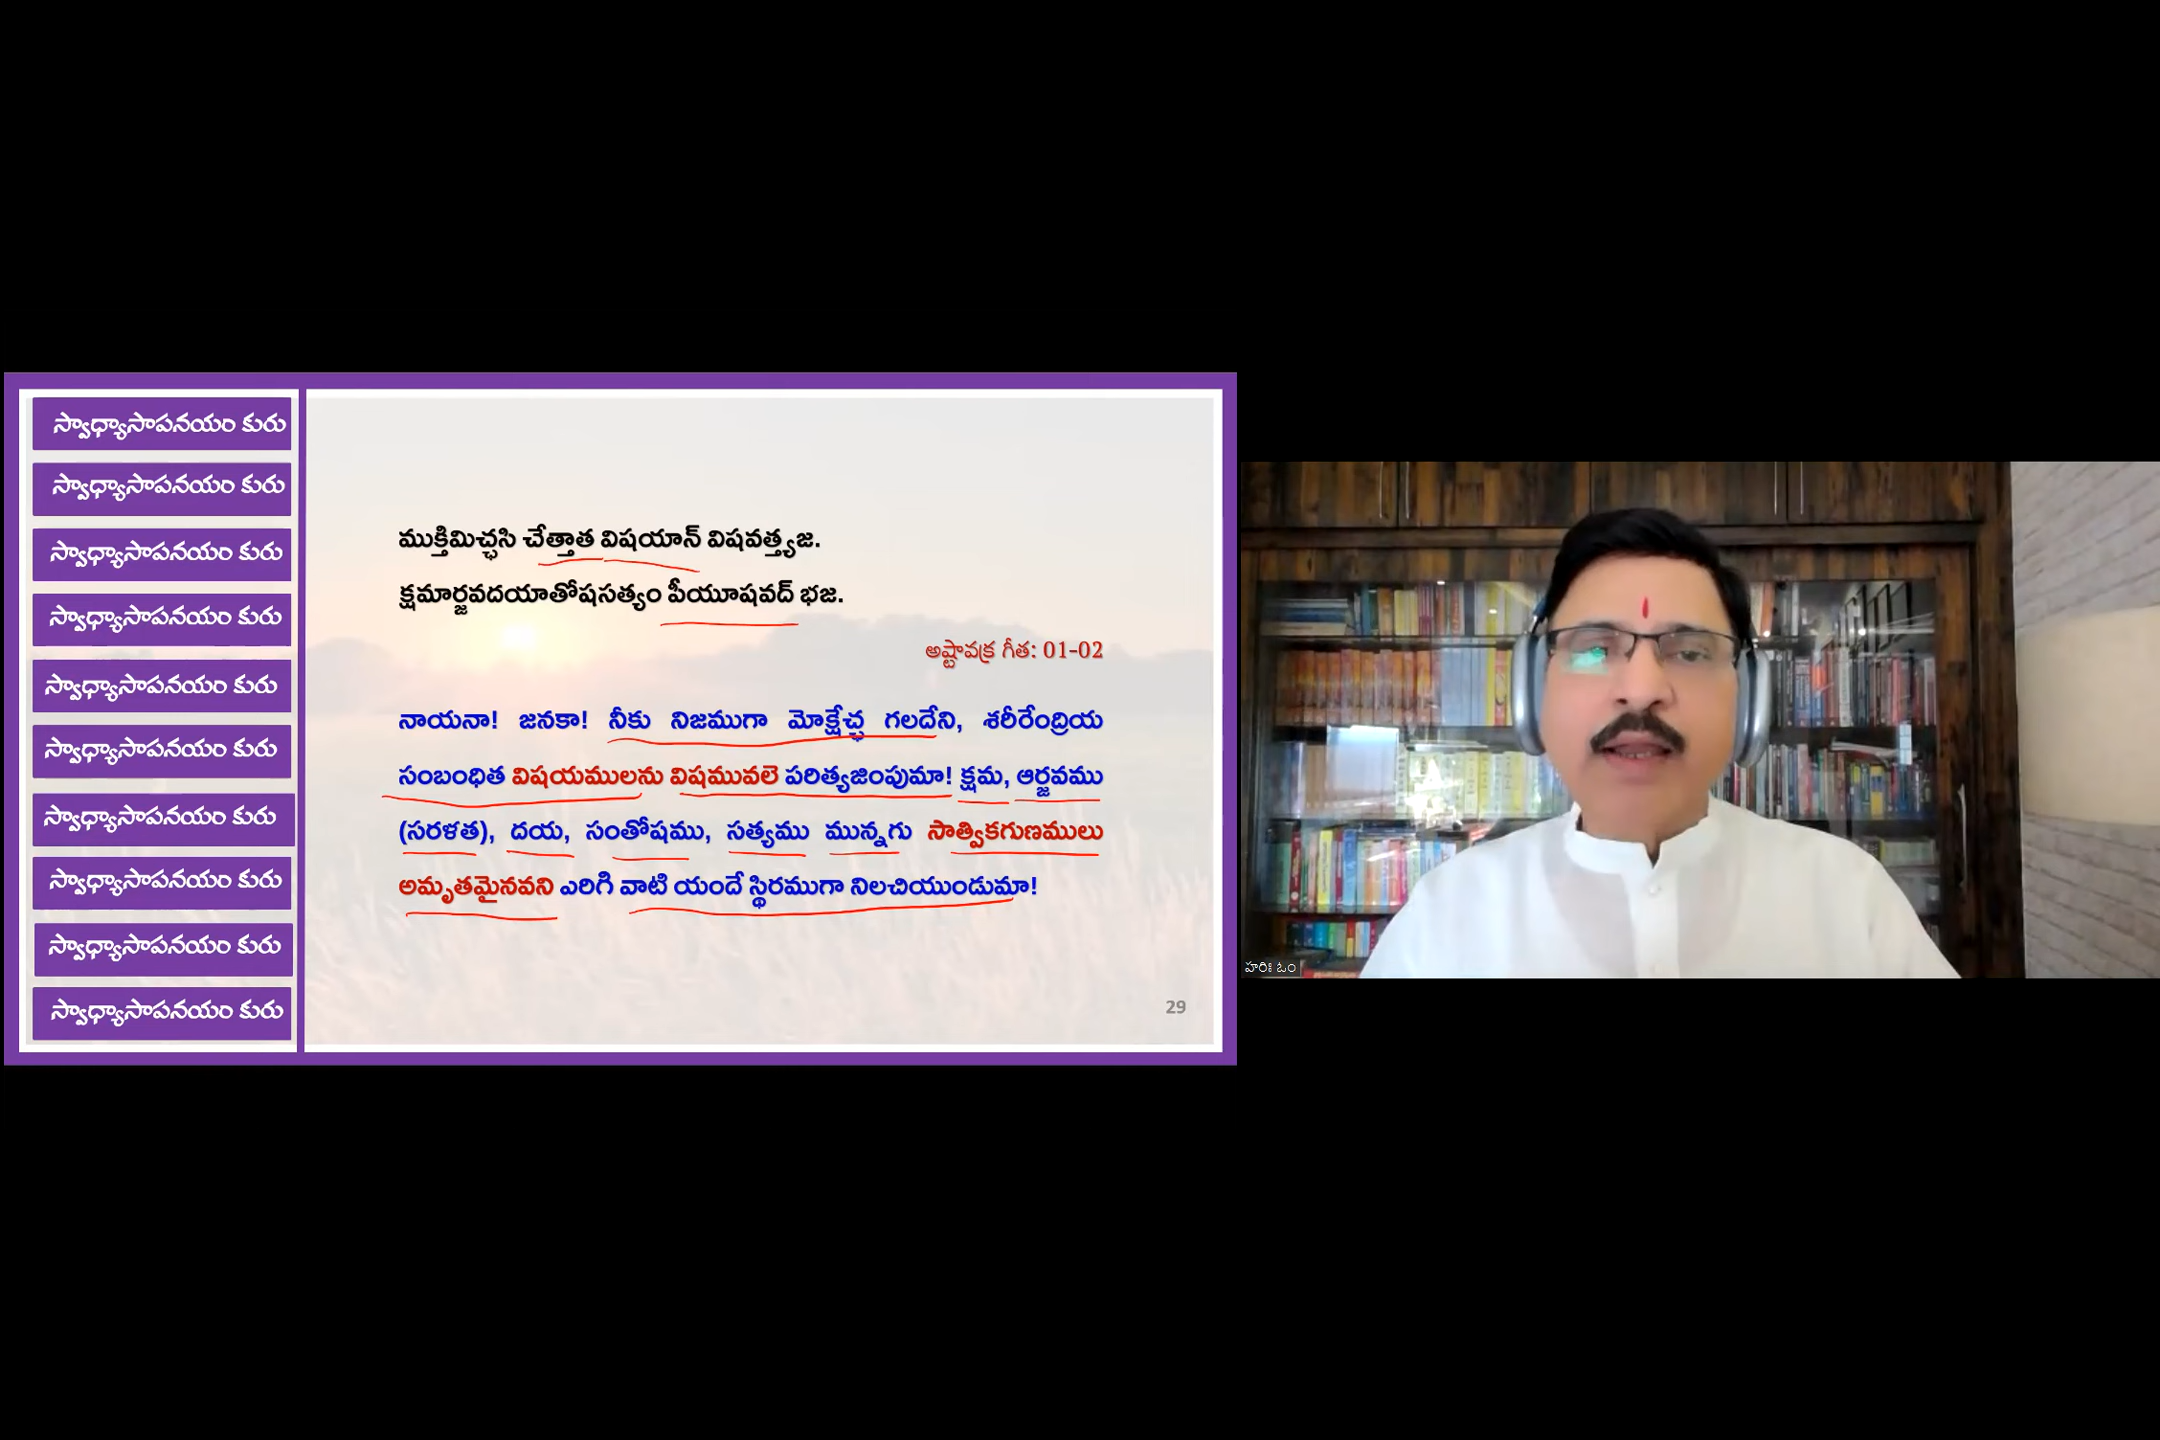 స్వాధ్యాసాపనయం కురు
స్వాధ్యాసాపనయం కురు
స్వాధ్యాసాపనయం కురు
స్వాధ్యాసాపనయం కురు
స్వాధ్యాసాపనయం కురు
స్వాధ్యాసాపనయం కురు
స్వాధ్యాసాపనయం కురు
స్వాధ్యాసాపనయం కురు
స్వాధ్యాసాపనయం కురు
స్వాధ్యాసాపనయం కురు
ముక్తిమిచ్ఛసి చేత్తాత విషయాన్ విషవత్త్యజ.
క్షమార్జవదయాతోషసత్యం పీయూషవద్ భజ.
అష్టావక్ర గీత: 01-02
నాయనా! జనకా! నీకు నిజముగా మోక్షేచ్ఛ గలదేని, శరీరేంద్రియ
సంబంధిత విషయములను విషమువలె పరిత్యజింపుమా! క్షమ, ఆర్జవము
(సరళత), దయ, సంతోషము, సత్యము మున్నగు సాత్వికగుణములు
అమృతమైనవని ఎరిగి వాటి యందే స్థిరముగా నిలచియుండుమా!
29
హరిః ఓం